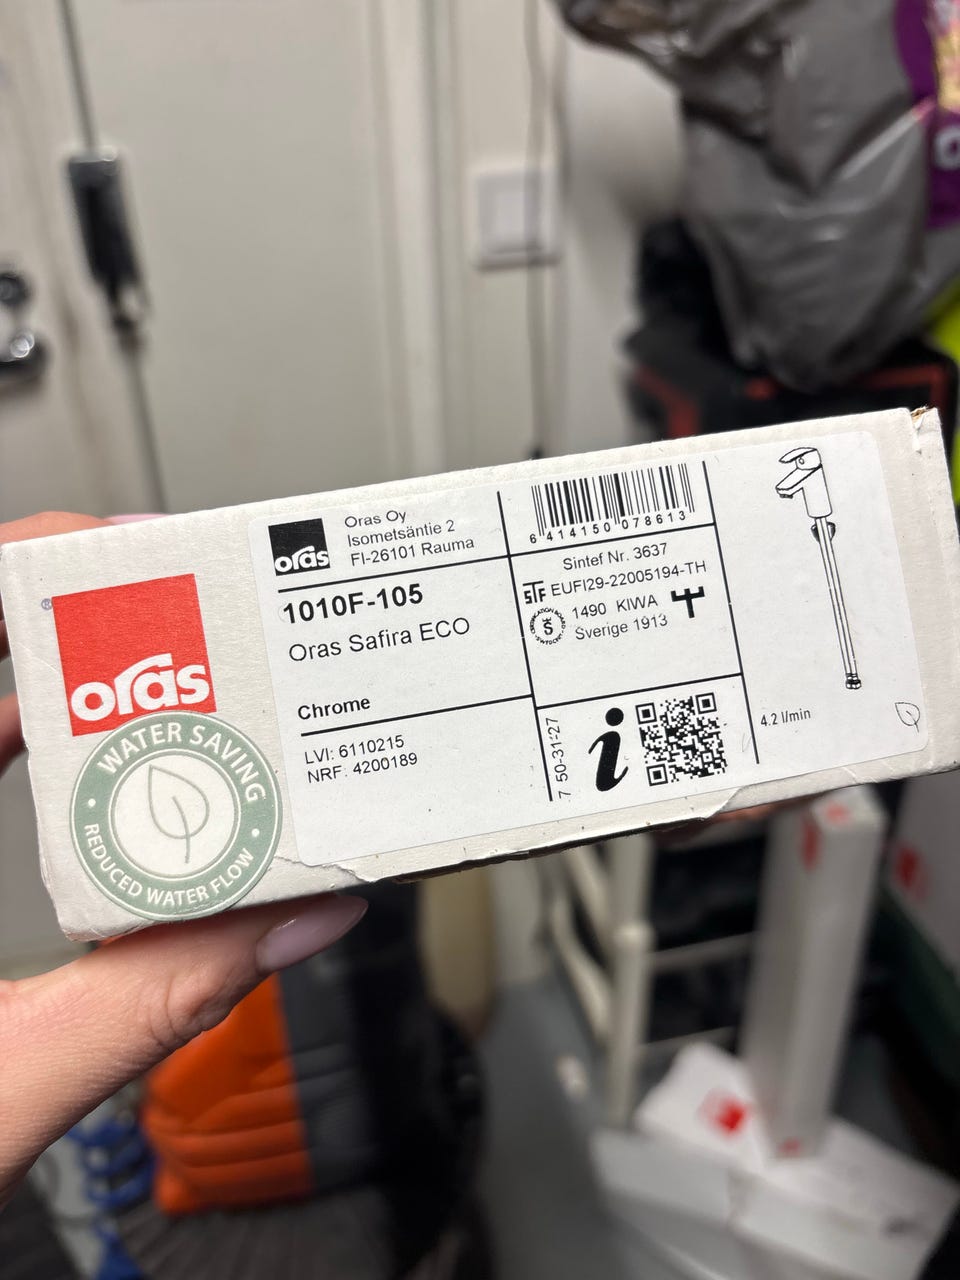 oras
Oras Oy
Isometsäntie 2
FI-26101 Rauma
1010F-105
Oras Safira ECO
Chrome
LVI: 6110215
NRF: 4200189
6 414150 078613
Sintef Nr. 3637
EUFI29-22005194-TH
1490 KIWA
Sverige 1913
7 50-31:27
i
4.2 l/min
®
oras
WATER SAVING
REDUCED WATER FLOW